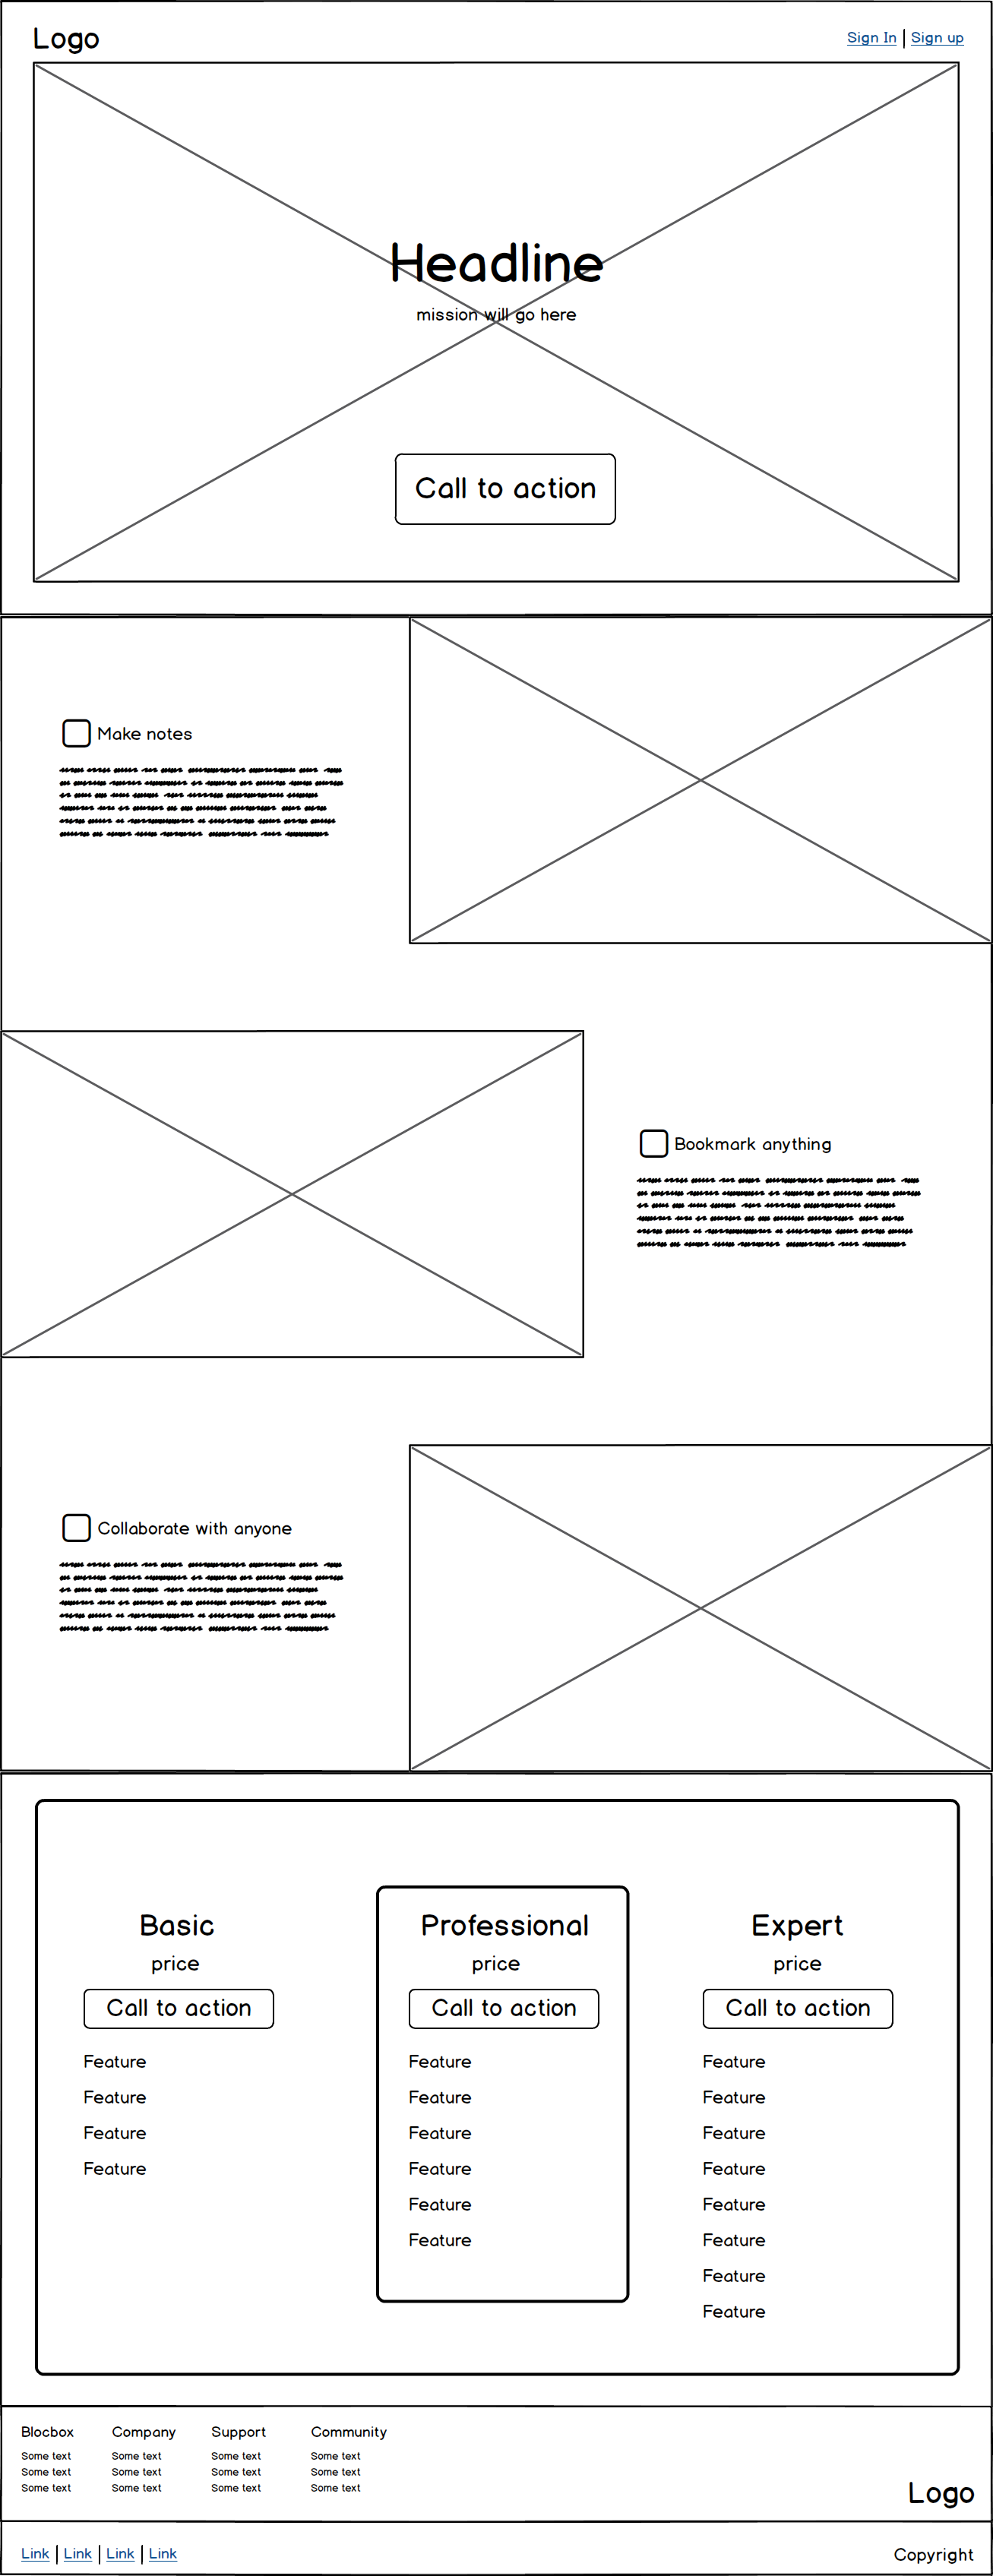 Logo
Sign In | Sign up
Headline
mission will go here
Call to action
Make notes
Bookmark anything
Collaborate with anyone
Basic
price
Call to action
Feature
Feature
Feature
Feature
Professional
price
Call to action
Feature
Feature
Feature
Feature
Feature
Feature
Expert
price
Call to action
Feature
Feature
Feature
Feature
Feature
Feature
Feature
Feature
Blocbox
Some text
Some text
Some text
Company
Some text
Some text
Some text
Support
Some text
Some text
Some text
Community
Some text
Some text
Some text
Logo
Link | Link | Link | Link
Copyright